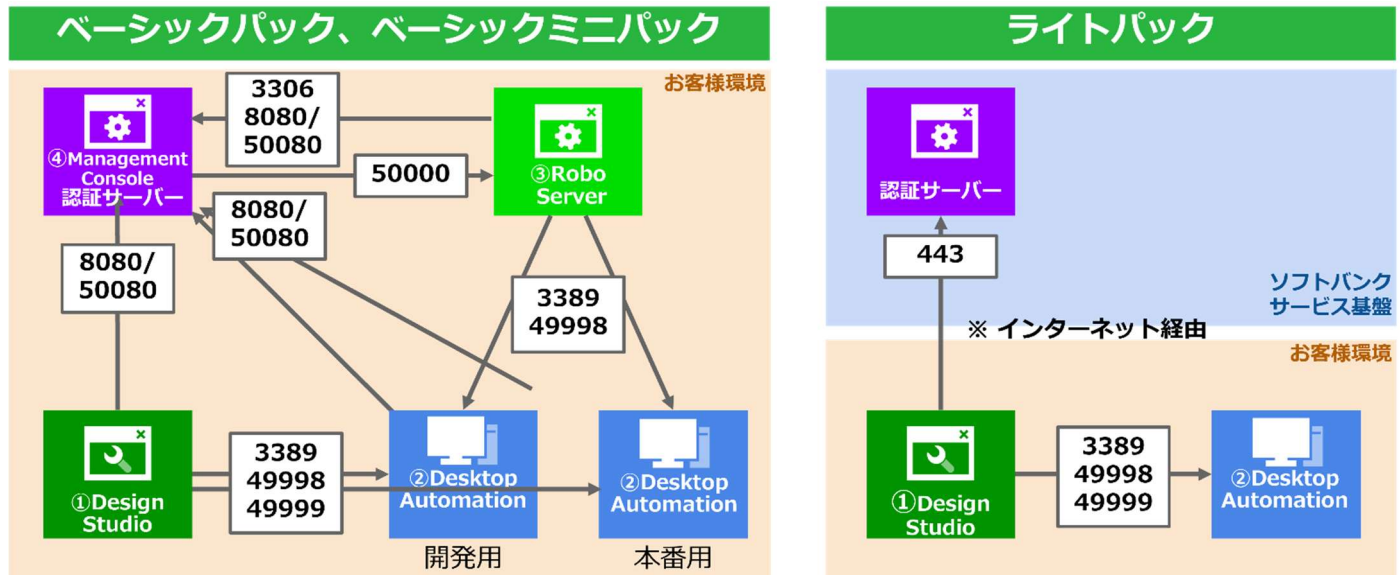 ベーシックパック、ベーシックミニパック
お客様環境
④Management
Console
認証サーバー
3306
8080/
50080
50000
③Robo
Server
8080/
50080
8080/
50080
3389
49998
①Design
Studio
3389
49998
49999
②Desktop
Automation
開発用
②Desktop
Automation
本番用
ライトパック
認証サーバー
443
ソフトバンク
サービス基盤
※ インターネット経由
お客様環境
①Design
Studio
3389
49998
49999
②Desktop
Automation